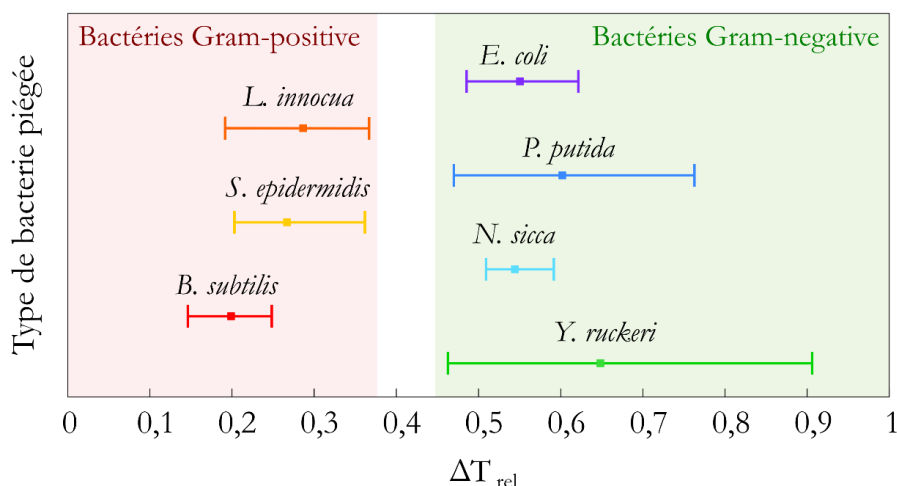 Bactéries Gram-positive
Bactéries Gram-negative
E. coli
L. innocua
P. putida
S. epidermidis
N. sicca
B. subtilis
Y. ruckeri
Type de bacterie piégée
0 0,1 0,2 0,3 0,4 0,5 0,6 0,7 0,8 0,9 1
ΔT rel